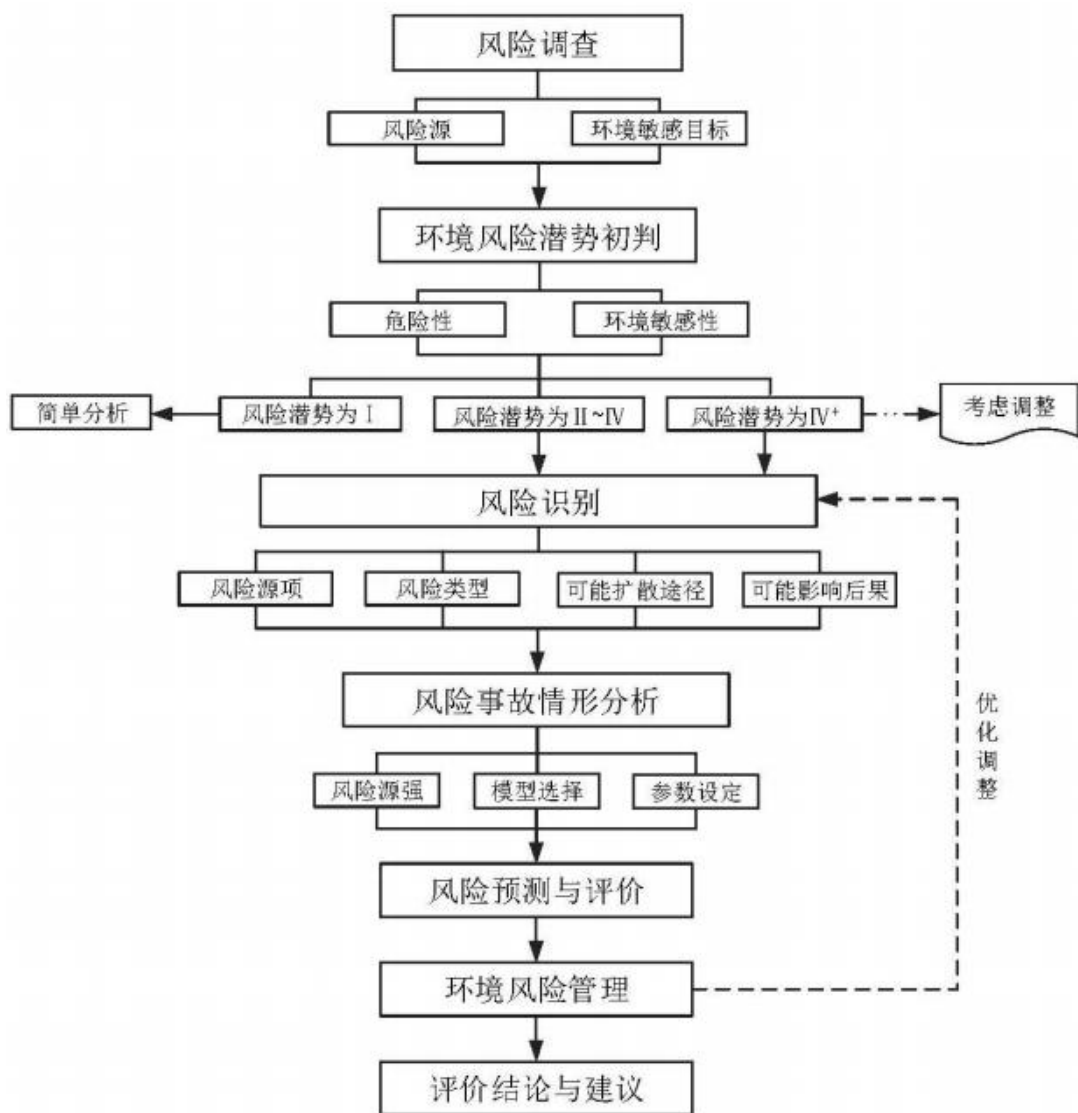 风险调查
风险源
环境敏感目标
环境风险潜势初判
危险性
环境敏感性
简单分析
风险潜势为Ⅰ
风险潜势为Ⅱ~Ⅳ
风险潜势为Ⅳ⁺
考虑调整
风险识别
风险源项
风险类型
可能扩散途径
可能影响后果
风险事故情形分析
优化调整
风险源强
模型选择
参数设定
风险预测与评价
环境风险管理
评价结论与建议